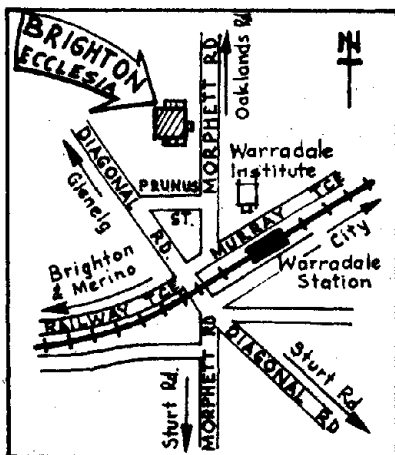 BRIGHTON
ECCLESIA
N
MORPHETT RD
Oaklands Rd.
DIAGONAL
RD.
Glenelg
PRUNUS
ST.
Warradale
Institute
MURRAY TCE
City
Warradale
Station
Brighton
& Merino
RAILWAY TCE
MORPHETT RD
Sturt Rd.
DIAGONAL RD
Sturt Rd